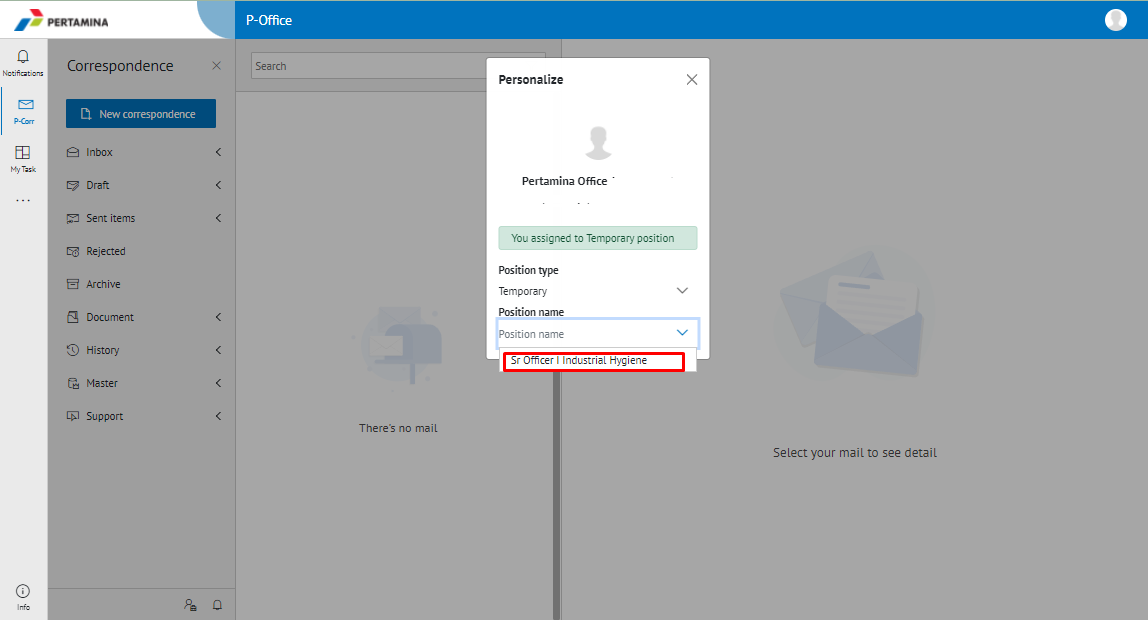 PERTAMINA
P-Office
Notifications
P-Corr
My Task
Correspondence
New correspondence
Inbox
Draft
Sent items
Rejected
Archive
Document
History
Master
Support
Info
Search
There's no mail
Personalize
Pertamina Office
You assigned to Temporary position
Position type
Temporary
Position name
Position name
Sr Officer I Industrial Hygiene
Select your mail to see detail